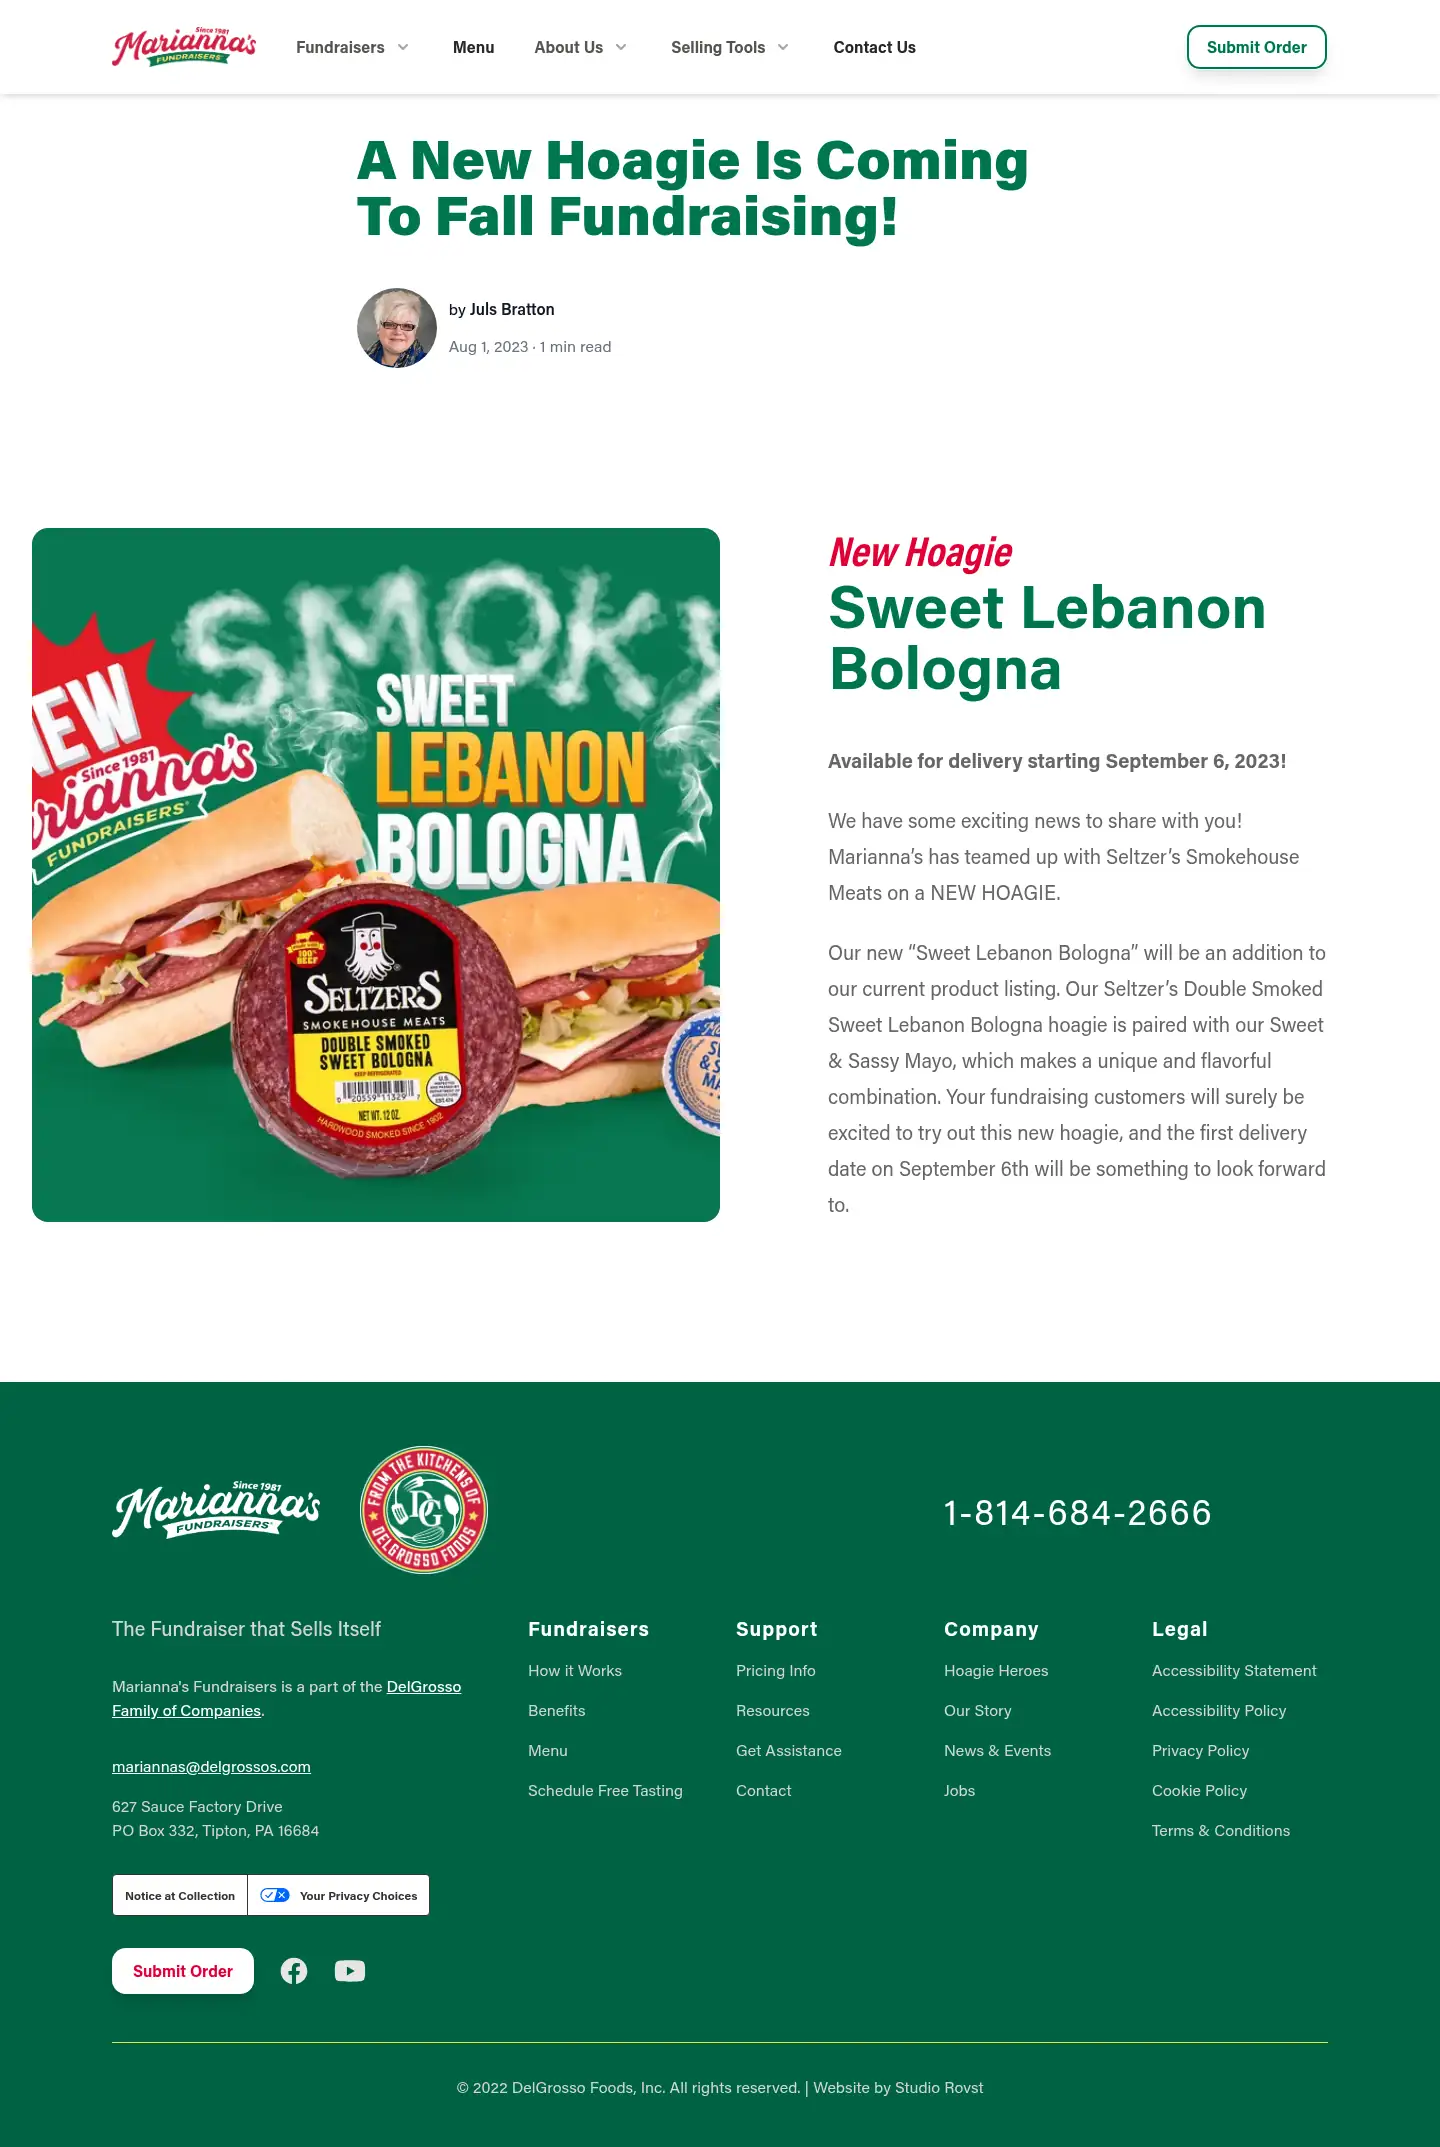 Since 1981
Marianna's
FUNDRAISERS
Fundraisers
Menu
About Us
Selling Tools
Contact Us
Submit Order
A New Hoagie Is Coming
To Fall Fundraising!
by Juls Bratton
Aug 1, 2023 · 1 min read
SMOKY
NEW
Since 1981
Marianna's
FUNDRAISERS
SWEET
LEBANON
BOLOGNA
100%
BEEF
SELTZER'S
SMOKEHOUSE MEATS
DOUBLE SMOKED
SWEET BOLOGNA
KEEP REFRIGERATED
0 20559 11329 7
NET WT. 12 OZ.
HARDWOOD SMOKED SINCE 1902
New Hoagie
Sweet Lebanon
Bologna
Available for delivery starting September 6, 2023!
We have some exciting news to share with you!
Marianna’s has teamed up with Seltzer’s Smokehouse
Meats on a NEW HOAGIE.
Our new “Sweet Lebanon Bologna” will be an addition to
our current product listing. Our Seltzer’s Double Smoked
Sweet Lebanon Bologna hoagie is paired with our Sweet
& Sassy Mayo, which makes a unique and flavorful
combination. Your fundraising customers will surely be
excited to try out this new hoagie, and the first delivery
date on September 6th will be something to look forward
to.
Since 1981
Marianna's
FUNDRAISERS
FROM THE KITCHENS OF
DG
DELGROSSO FOODS
1-814-684-2666
The Fundraiser that Sells Itself
Marianna's Fundraisers is a part of the DelGrosso
Family of Companies.
mariannas@delgrossos.com
627 Sauce Factory Drive
PO Box 332, Tipton, PA 16684
Notice at Collection
Your Privacy Choices
Submit Order
Fundraisers
How it Works
Benefits
Menu
Schedule Free Tasting
Support
Pricing Info
Resources
Get Assistance
Contact
Company
Hoagie Heroes
Our Story
News & Events
Jobs
Legal
Accessibility Statement
Accessibility Policy
Privacy Policy
Cookie Policy
Terms & Conditions
© 2022 DelGrosso Foods, Inc. All rights reserved. | Website by Studio Rovst